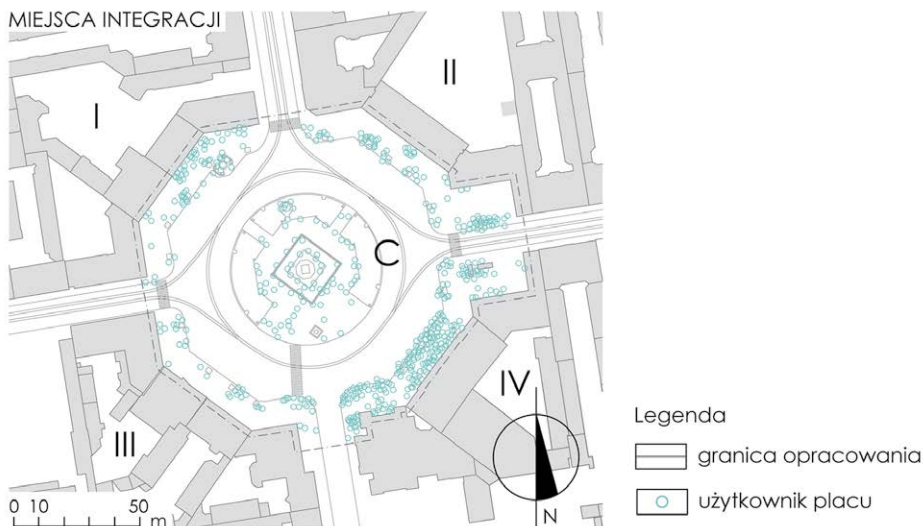 MIEJSCA INTEGRACJI
I
II
C
III
IV
N
0 10 50
m
Legenda
granica opracowania
użytkownik placu